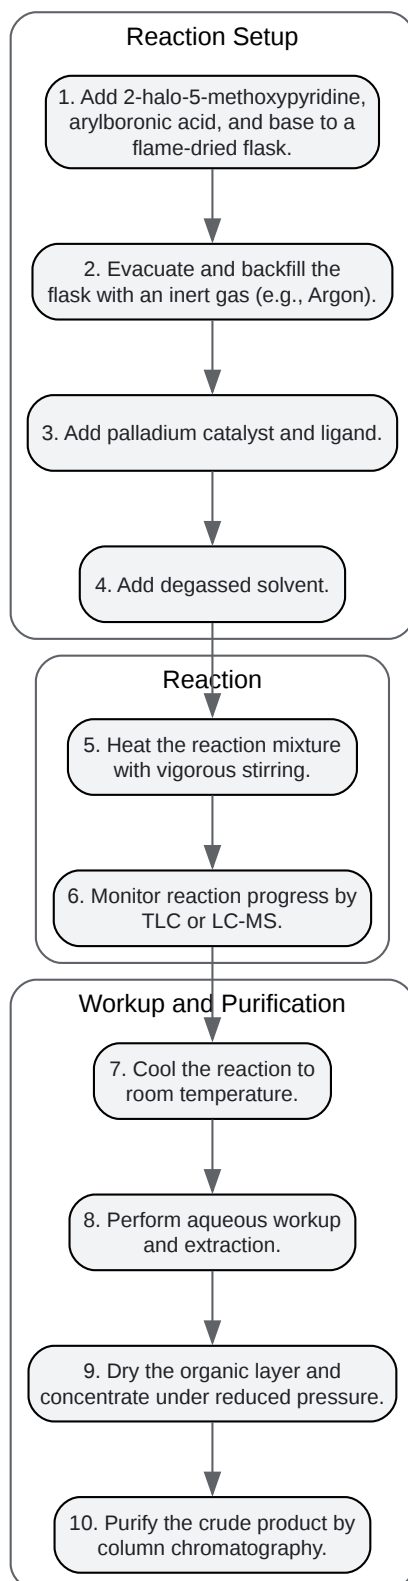 Reaction Setup
1. Add 2-halo-5-methoxypyridine,
arylboronic acid, and base to a
flame-dried flask.
2. Evacuate and backfill the
flask with an inert gas (e.g., Argon).
3. Add palladium catalyst and ligand.
4. Add degassed solvent.
Reaction
5. Heat the reaction mixture
with vigorous stirring.
6. Monitor reaction progress by
TLC or LC-MS.
Workup and Purification
7. Cool the reaction to
room temperature.
8. Perform aqueous workup
and extraction.
9. Dry the organic layer and
concentrate under reduced pressure.
10. Purify the crude product by
column chromatography.